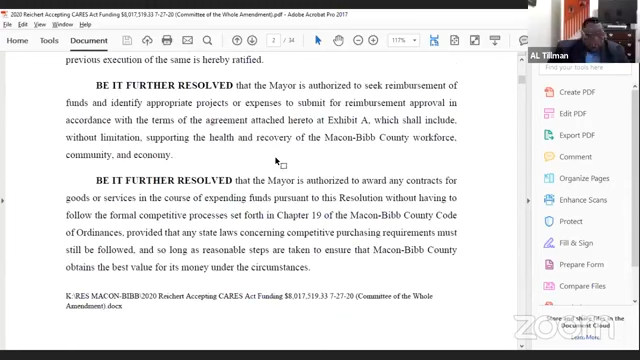 2020 Reichert Accepting CARES Act Funding $8,017,519.33 7-27-20 (Committee of the Whole Amendment).pdf - Adobe Acrobat Pro 2017
File Edit View Window Help
Home Tools Document 2 / 34 117%
AL Tillman
previous execution of the same is hereby ratified.
BE IT FURTHER RESOLVED that the Mayor is authorized to seek reimbursement of
funds and identify appropriate projects or expenses to submit for reimbursement approval in
accordance with the terms of the agreement attached hereto at Exhibit A, which shall include,
without limitation, supporting the health and recovery of the Macon-Bibb County workforce,
community, and economy.
BE IT FURTHER RESOLVED that the Mayor is authorized to award any contracts for
goods or services in the course of expending funds pursuant to this Resolution without having to
follow the formal competitive processes set forth in Chapter 19 of the Macon-Bibb County Code
of Ordinances, provided that any state laws concerning competitive purchasing requirements must
still be followed, and so long as reasonable steps are taken to ensure that Macon-Bibb County
obtains the best value for its money under the circumstances.
K:\RES MACON-BIBB\2020 Reichert Accepting CARES Act Funding $8,017,519.33 7-27-20 (Committee of the Whole
Amendment).docx
Create PDF
Edit PDF
Export PDF
Comment
Organize Pages
Enhance Scans
Protect
Fill & Sign
Prepare Form
Compare Files
Store and share files in the
Document Cloud
Learn More
zoom